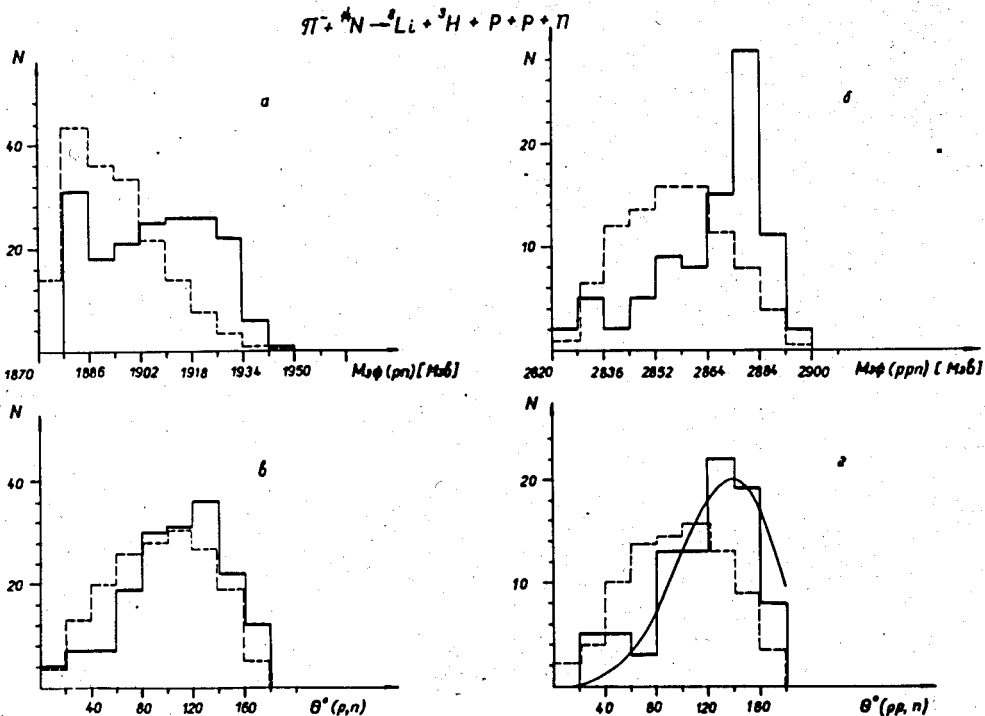 π⁻ + ¹⁴N → ⁸Li + ³H + P + P + n
N
40
20
1870 1886 1902 1918 1934 1950 Mэф(pn) [Мэв]
a
N
20
10
2820 2836 2852 2864 2884 2900 Mэф(ppn) [Мэв]
б
N
40
20
40 80 120 160 θ°(p,n)
в
N
20
10
40 80 120 160 θ°(pp,n)
г